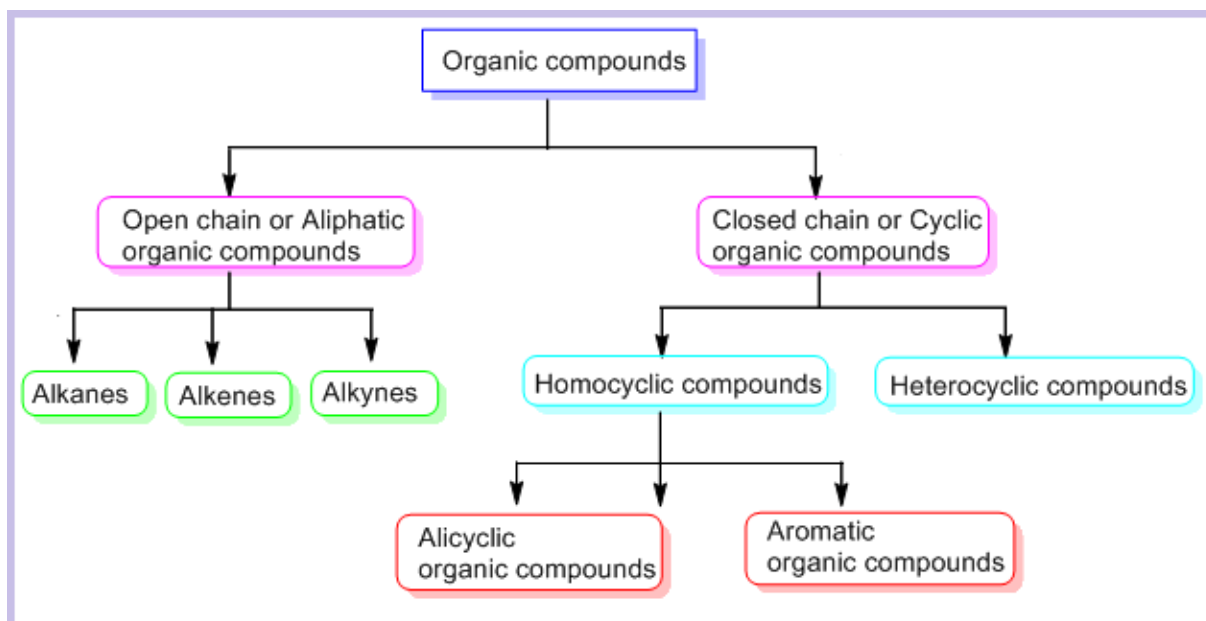 Organic compounds
Open chain or Aliphatic
organic compounds
Closed chain or Cyclic
organic compounds
Alkanes
Alkenes
Alkynes
Homocyclic compounds
Heterocyclic compounds
Alicyclic
organic compounds
Aromatic
organic compounds